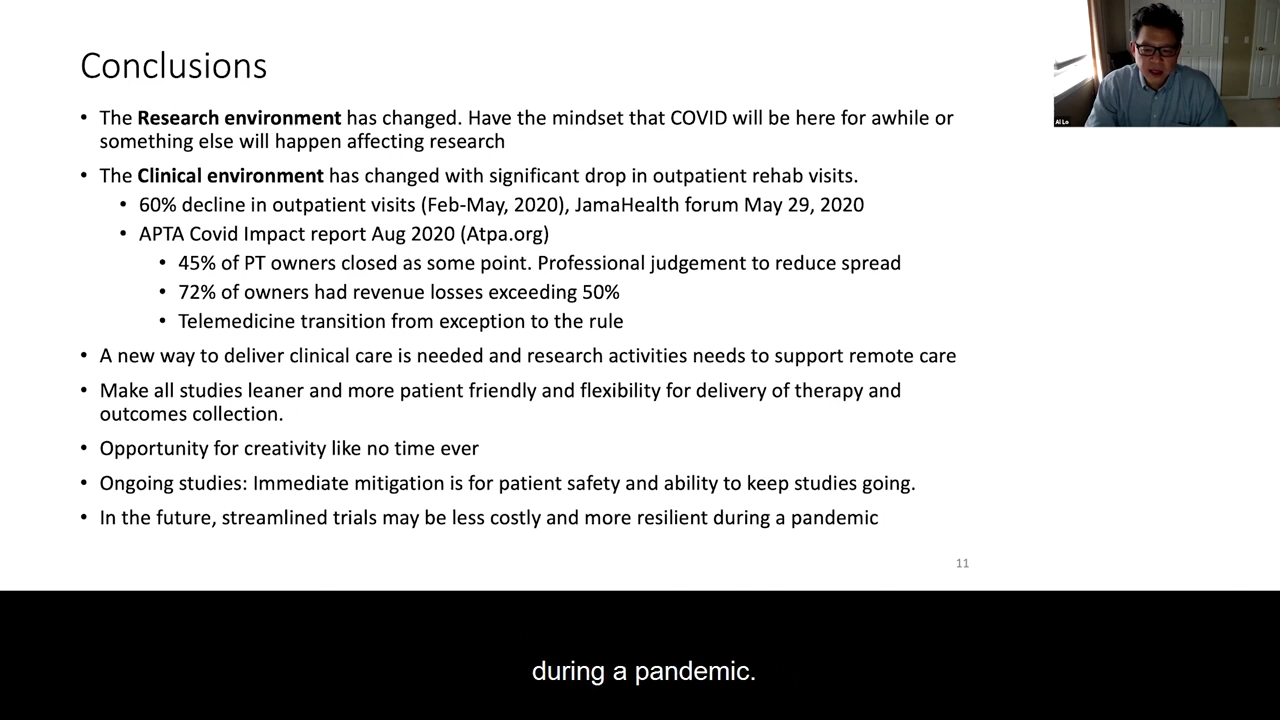 Conclusions
• The Research environment has changed. Have the mindset that COVID will be here for awhile or
something else will happen affecting research
• The Clinical environment has changed with significant drop in outpatient rehab visits.
• 60% decline in outpatient visits (Feb-May, 2020), JamaHealth forum May 29, 2020
• APTA Covid Impact report Aug 2020 (Atpa.org)
• 45% of PT owners closed as some point. Professional judgement to reduce spread
• 72% of owners had revenue losses exceeding 50%
• Telemedicine transition from exception to the rule
• A new way to deliver clinical care is needed and research activities needs to support remote care
• Make all studies leaner and more patient friendly and flexibility for delivery of therapy and
outcomes collection.
• Opportunity for creativity like no time ever
• Ongoing studies: Immediate mitigation is for patient safety and ability to keep studies going.
• In the future, streamlined trials may be less costly and more resilient during a pandemic
11
Al Lo
during a pandemic.